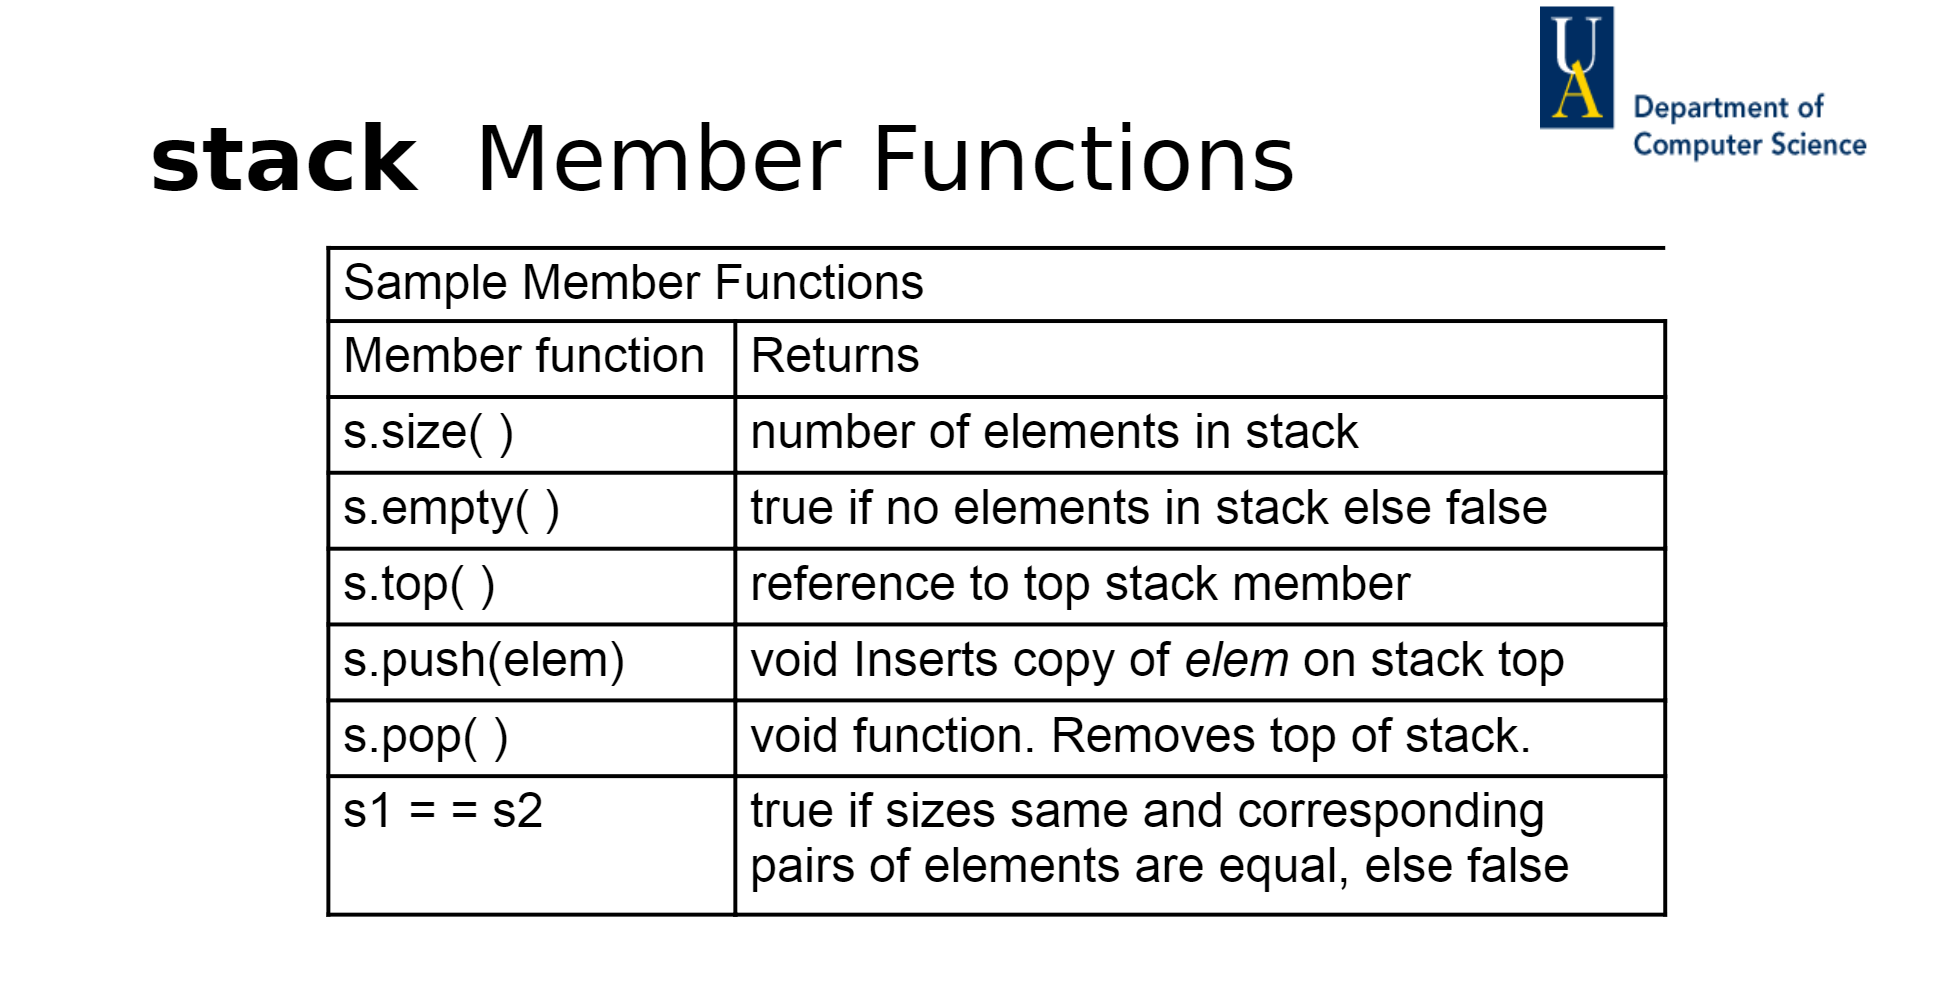 UA
Department of
Computer Science
stack Member Functions
Sample Member Functions
Member function Returns
s.size( ) number of elements in stack
s.empty( ) true if no elements in stack else false
s.top( ) reference to top stack member
s.push(elem) void Inserts copy of elem on stack top
s.pop( ) void function. Removes top of stack.
s1 = = s2 true if sizes same and corresponding
pairs of elements are equal, else false